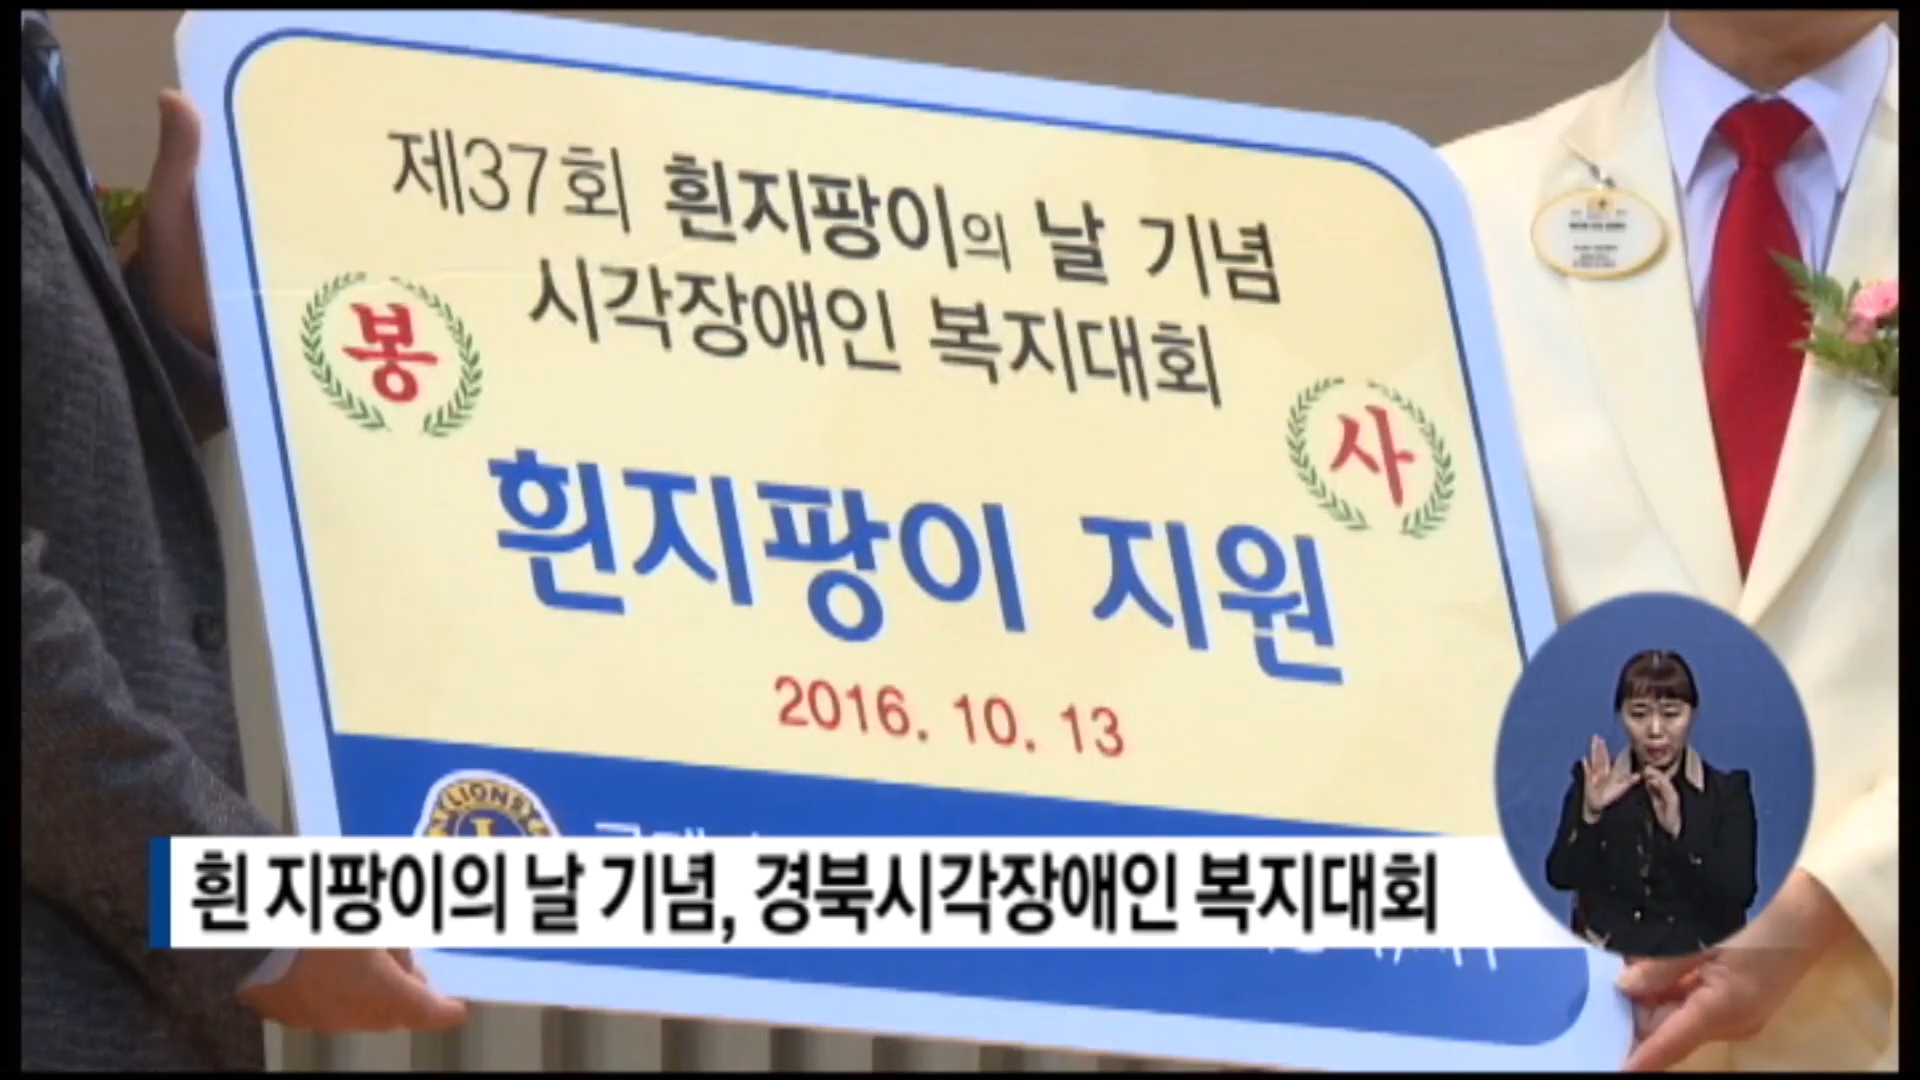 제37회 흰지팡이의 날 기념
시각장애인 복지대회
봉
사
흰지팡이 지원
2016. 10. 13
LIONS
흰 지팡이의 날 기념, 경북시각장애인 복지대회